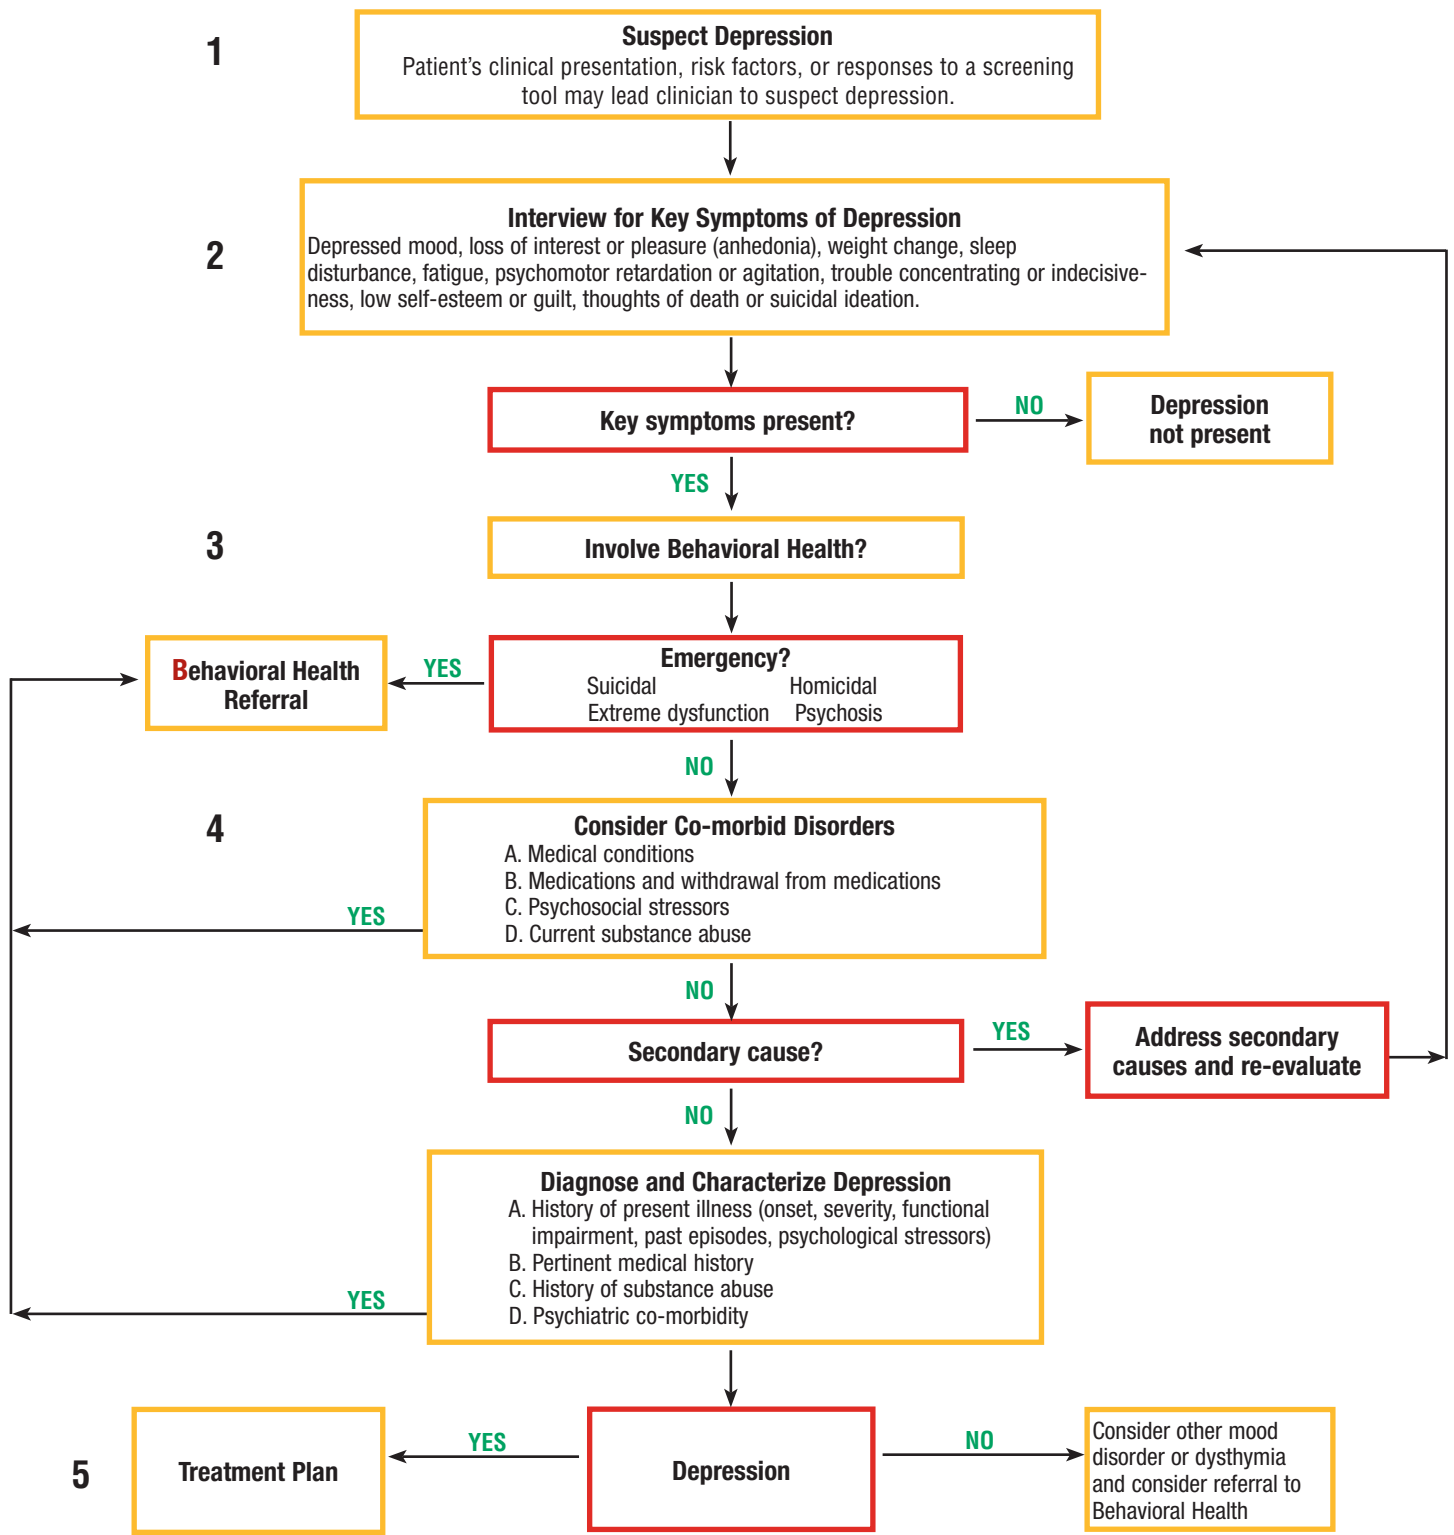 1
Suspect Depression
Patient’s clinical presentation, risk factors, or responses to a screening
tool may lead clinician to suspect depression.
2
Interview for Key Symptoms of Depression
Depressed mood, loss of interest or pleasure (anhedonia), weight change, sleep
disturbance, fatigue, psychomotor retardation or agitation, trouble concentrating or indecisive-
ness, low self-esteem or guilt, thoughts of death or suicidal ideation.
Key symptoms present?
NO
Depression
not present
YES
3
Involve Behavioral Health?
Behavioral Health
Referral
YES
Emergency?
Suicidal Homicidal
Extreme dysfunction Psychosis
NO
4
Consider Co-morbid Disorders
A. Medical conditions
B. Medications and withdrawal from medications
C. Psychosocial stressors
D. Current substance abuse
YES
NO
Secondary cause?
YES
Address secondary
causes and re-evaluate
NO
Diagnose and Characterize Depression
A. History of present illness (onset, severity, functional
impairment, past episodes, psychological stressors)
B. Pertinent medical history
C. History of substance abuse
D. Psychiatric co-morbidity
YES
5
Treatment Plan
YES
Depression
NO
Consider other mood
disorder or dysthymia
and consider referral to
Behavioral Health